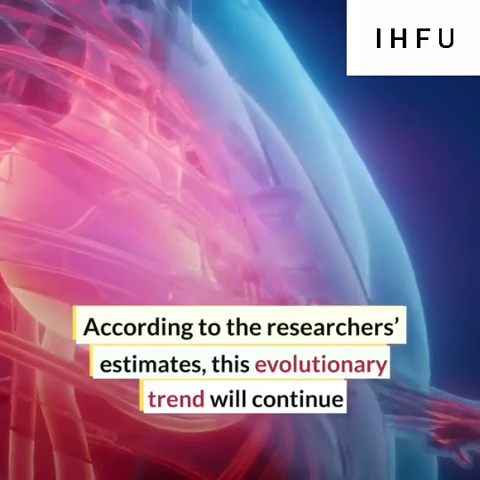 IHFU
According to the researchers’
estimates, this evolutionary
trend will continue